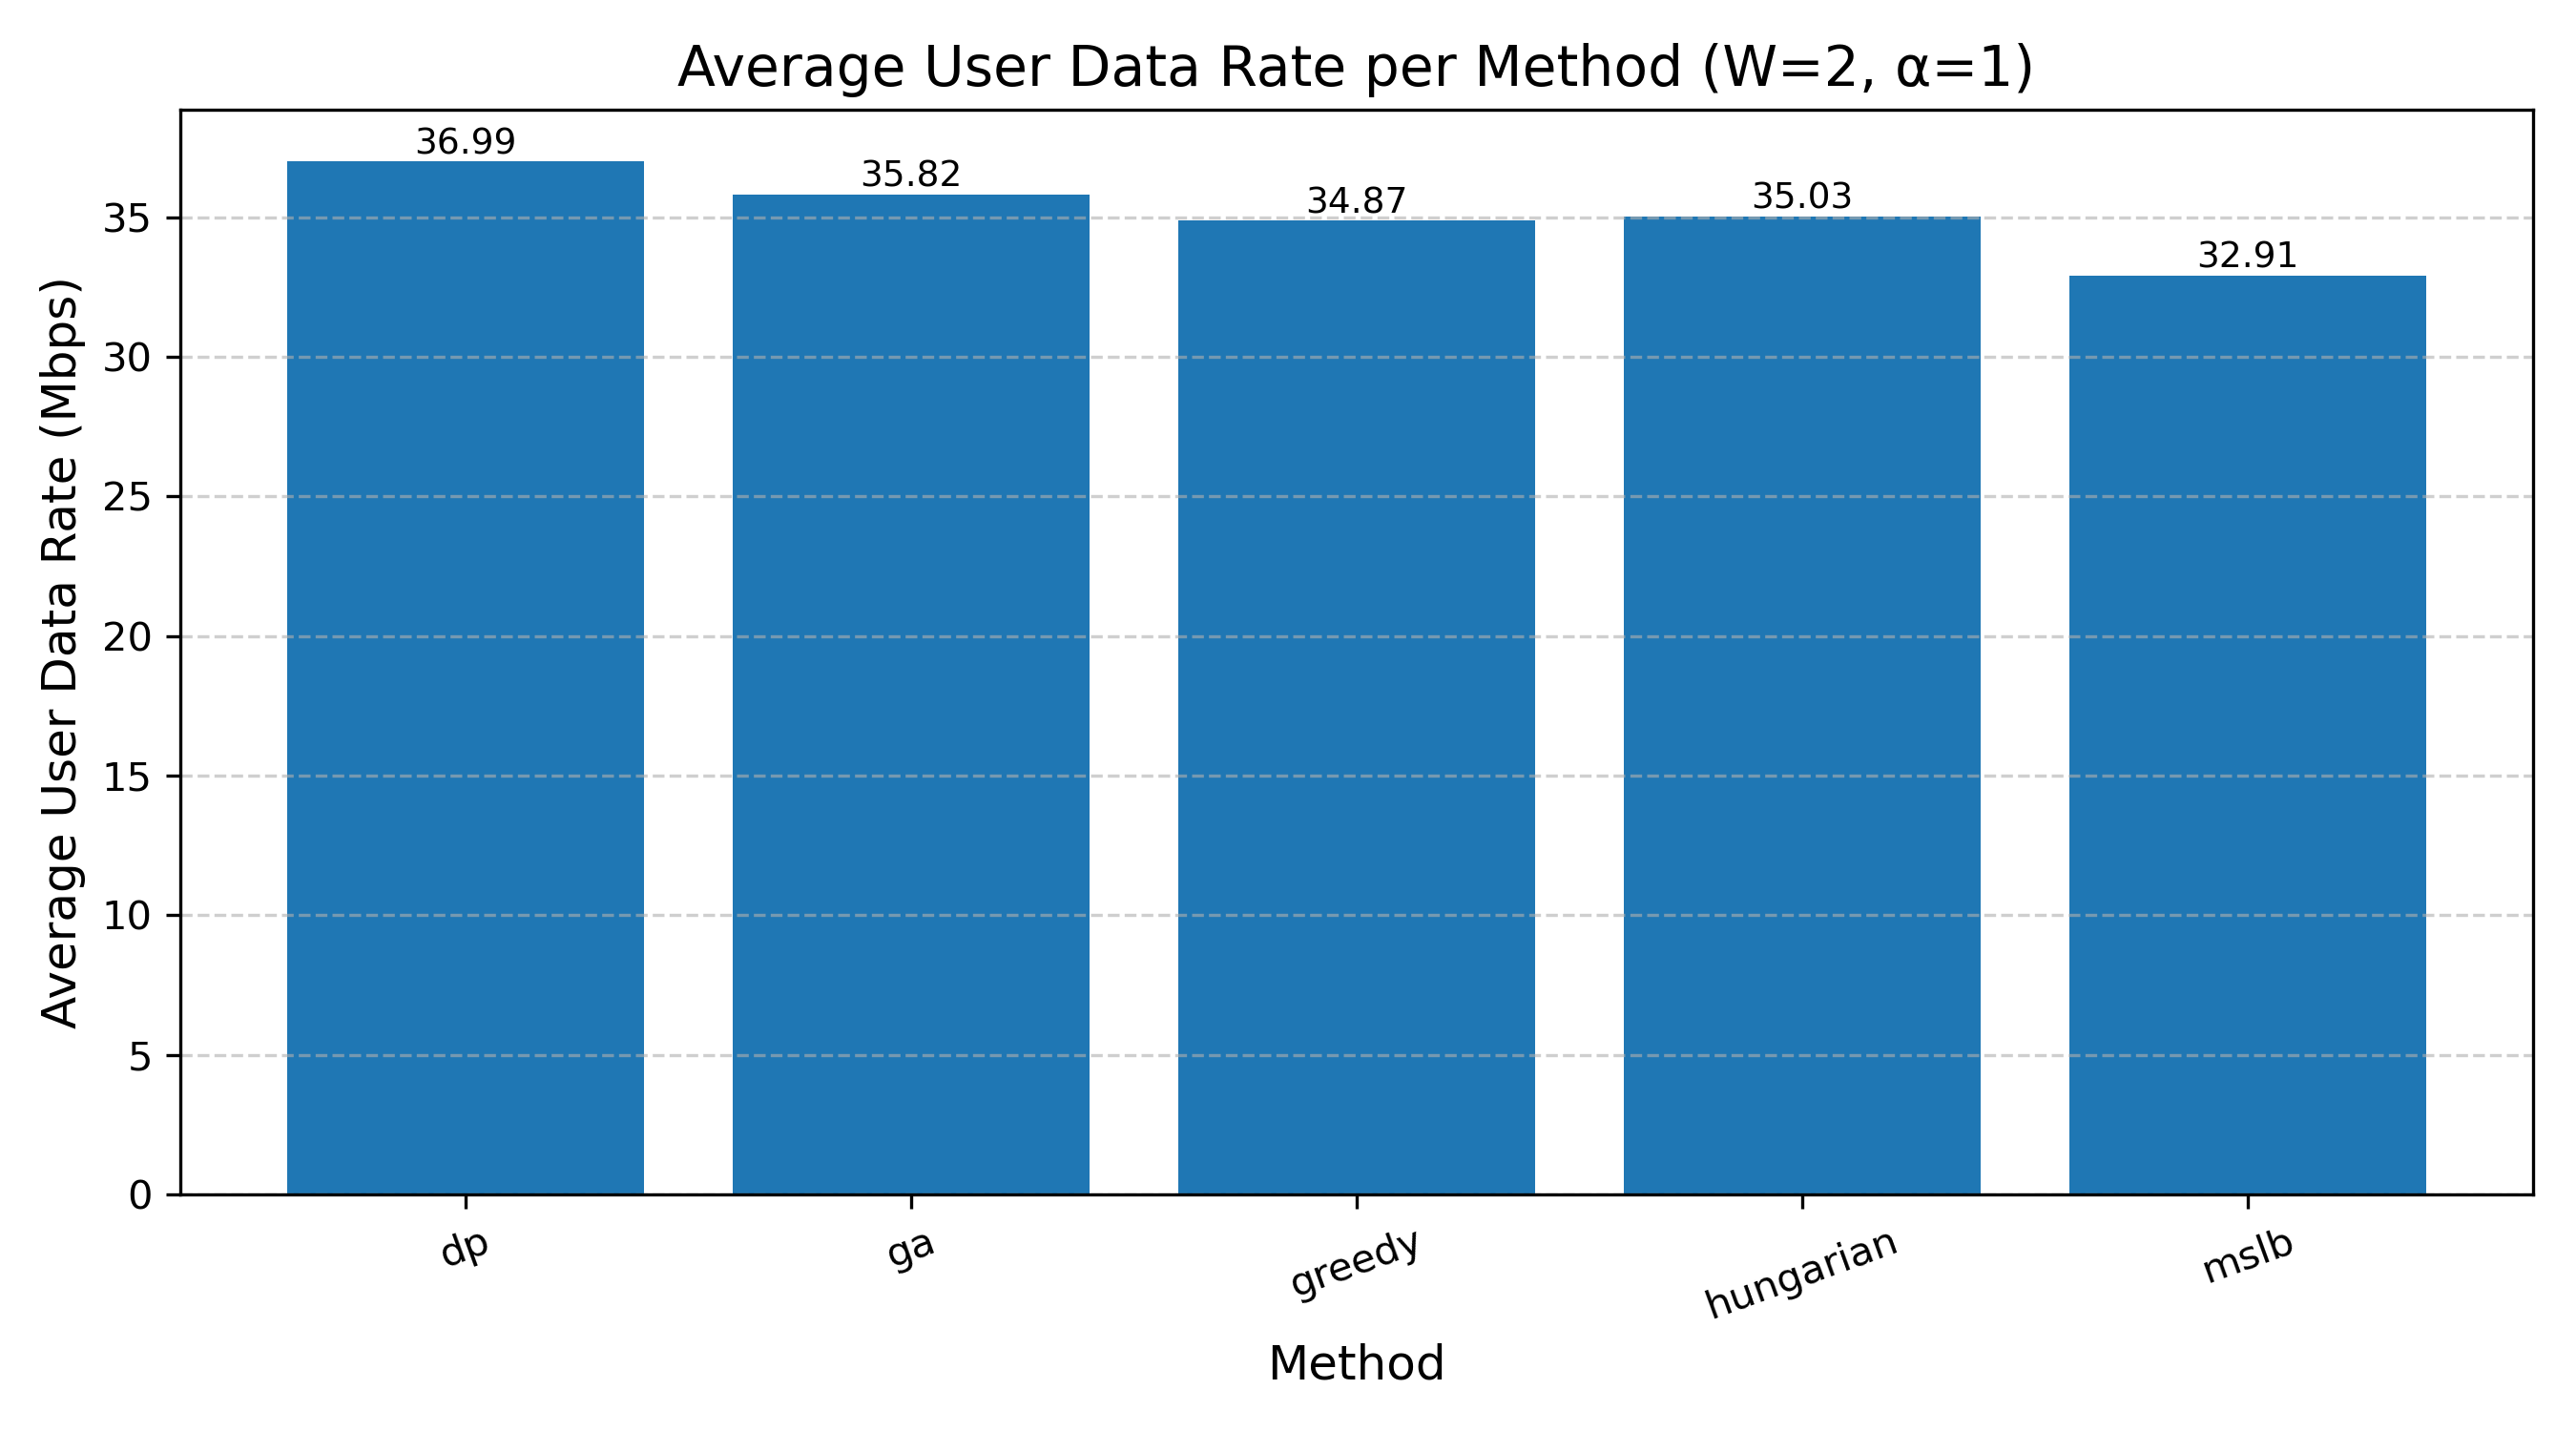 Average User Data Rate per Method (W=2, α=1)
Average User Data Rate (Mbps)
36.99
35.82
34.87
35.03
32.91
35
30
25
20
15
10
5
0
dp
ga
greedy
hungarian
mslb
Method